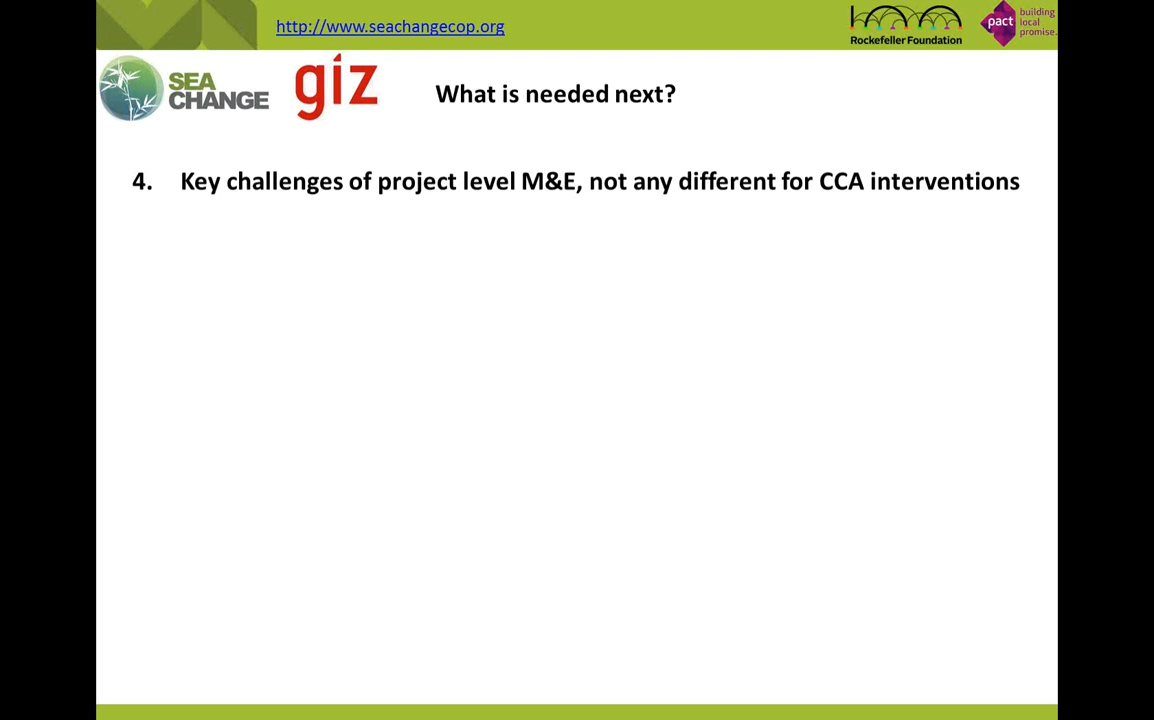 http://www.seachangecop.org
Rockefeller Foundation
pact
building
local
promise.
SEA
CHANGE
giz
What is needed next?
4. Key challenges of project level M&E, not any different for CCA interventions